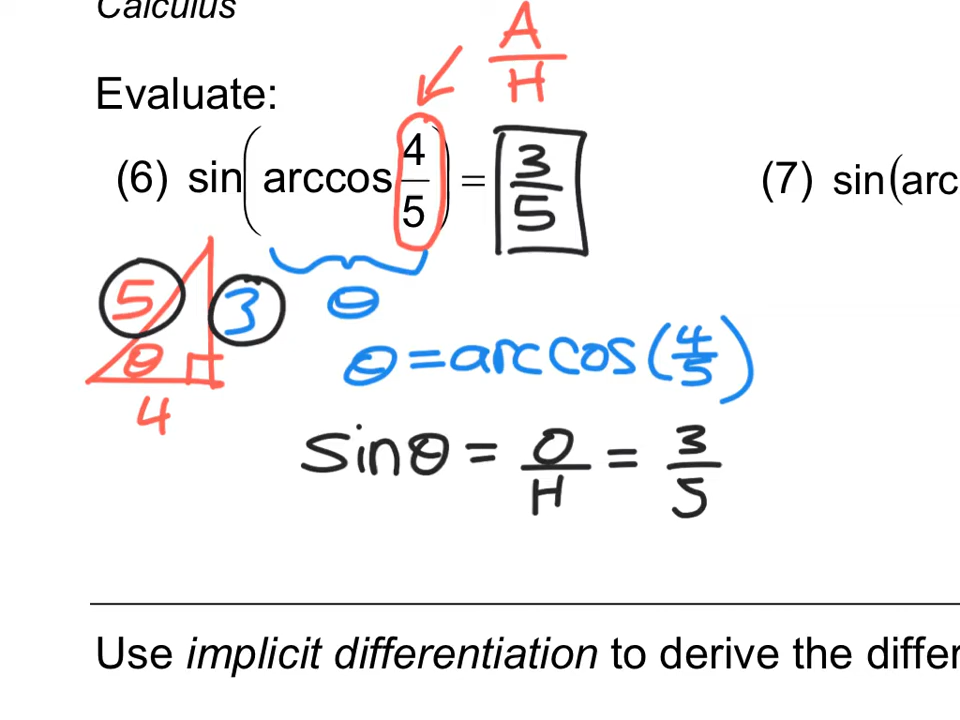 Calculus
A/H
Evaluate:
(6) sin(arccos 4/5) = 3/5
(7) sin(arc
5 3 θ
θ
θ = arccos(4/5)
4
sinθ = O/H = 3/5
Use implicit differentiation to derive the differ